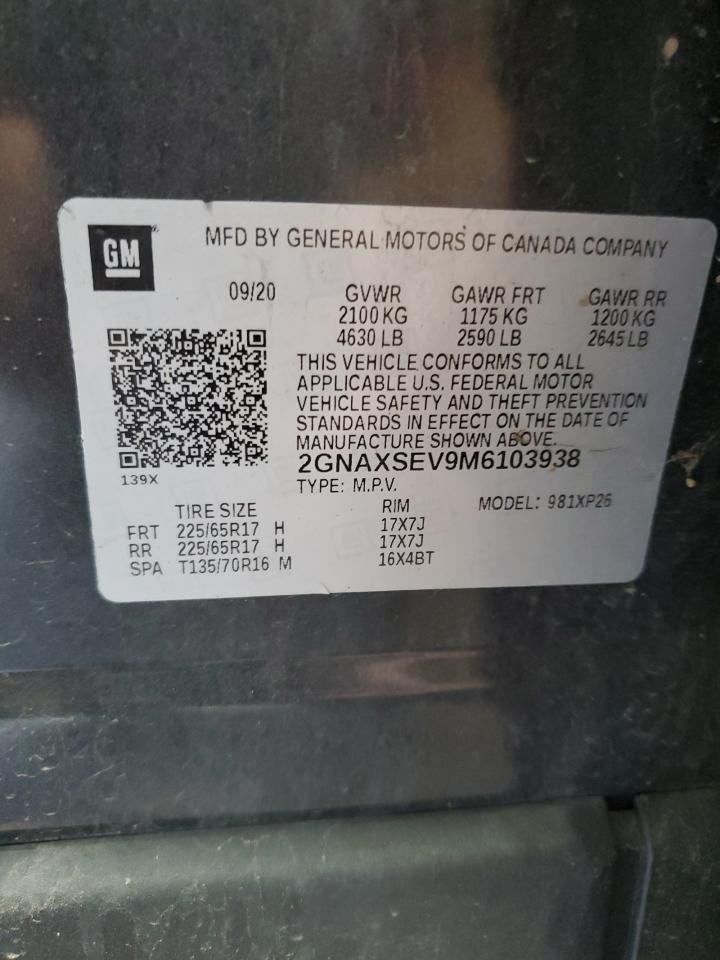 GM
MFD BY GENERAL MOTORS OF CANADA COMPANY
09/20 GVWR GAWR FRT GAWR RR
2100 KG 1175 KG 1200 KG
4630 LB 2590 LB 2645 LB
THIS VEHICLE CONFORMS TO ALL
APPLICABLE U.S. FEDERAL MOTOR
VEHICLE SAFETY AND THEFT PREVENTION
STANDARDS IN EFFECT ON THE DATE OF
MANUFACTURE SHOWN ABOVE.
2GNAXSEV9M6103938
139X
TYPE: M.P.V.
TIRE SIZE RIM MODEL: 981XP26
FRT 225/65R17 H 17X7J
RR 225/65R17 H 17X7J
SPA T135/70R16 M 16X4BT